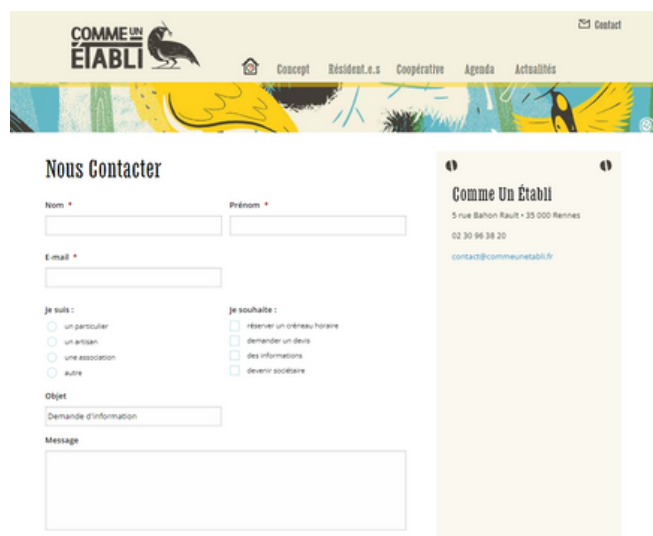 COMME UN
ÉTABLI
Contact
Concept Résident.e.s Coopérative Agenda Actualités
Nous Contacter
Nom *
Prénom *
E-mail *
Je suis :
un particulier
un artisan
une association
autre
Je souhaite :
réserver un créneau horaire
demander un devis
des informations
devenir sociétaire
Objet
Demande d'information
Message
Comme Un Établi
5 rue Bahon Rault • 35 000 Rennes
02 30 96 38 20
contact@commeunetabli.fr